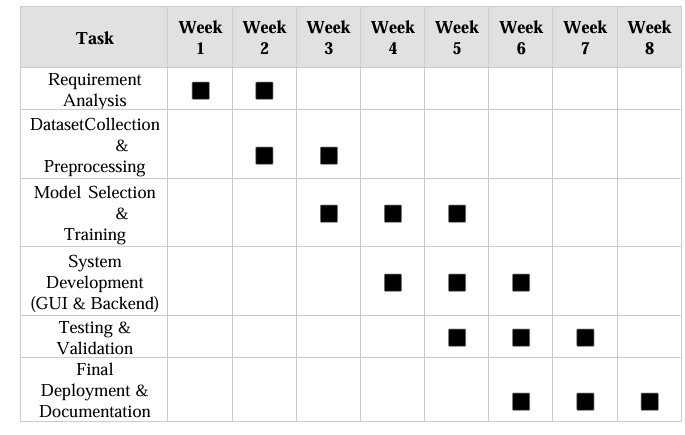 Task
Week 1
Week 2
Week 3
Week 4
Week 5
Week 6
Week 7
Week 8
Requirement
Analysis
DatasetCollection
&
Preprocessing
Model Selection
&
Training
System
Development
(GUI & Backend)
Testing &
Validation
Final
Deployment &
Documentation